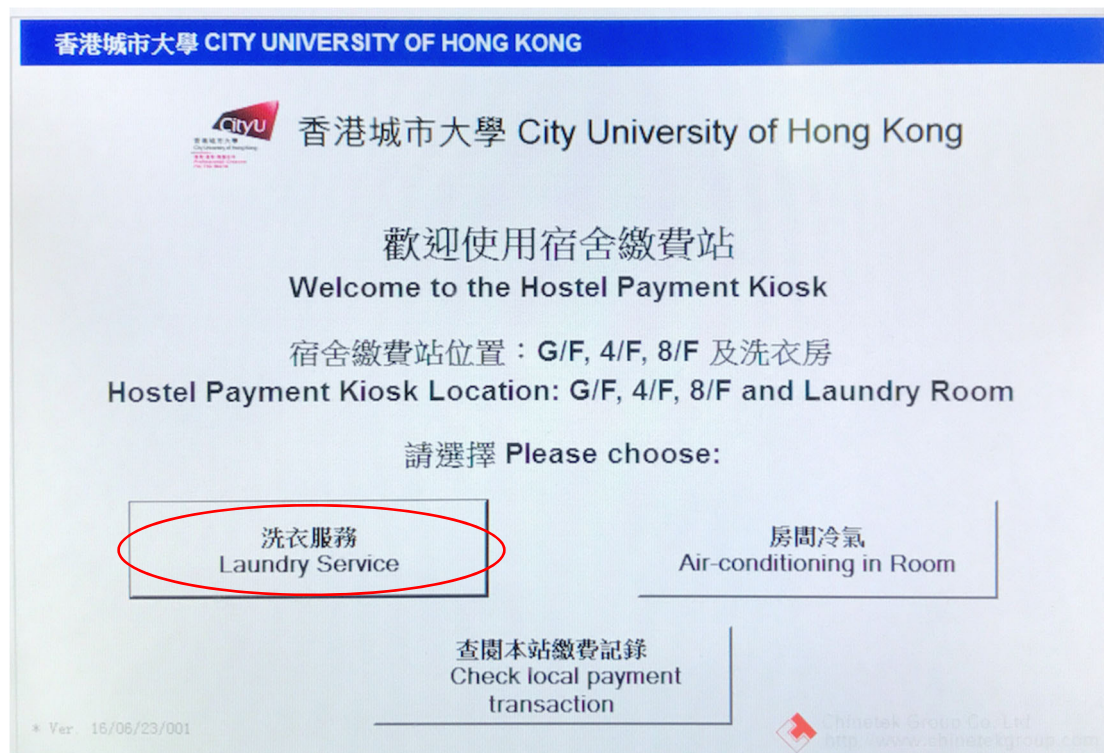 香港城市大學 CITY UNIVERSITY OF HONG KONG
CityU
香港城市大學 City University of Hong Kong
歡迎使用宿舍繳費站
Welcome to the Hostel Payment Kiosk
宿舍繳費站位置：G/F, 4/F, 8/F 及洗衣房
Hostel Payment Kiosk Location: G/F, 4/F, 8/F and Laundry Room
請選擇 Please choose:
洗衣服務
Laundry Service
房間冷氣
Air-conditioning in Room
查閱本站繳費記錄
Check local payment
transaction
* Ver. 16/06/23/001
Chinetek Group Co. Ltd
http://www.chinetekgroup.com